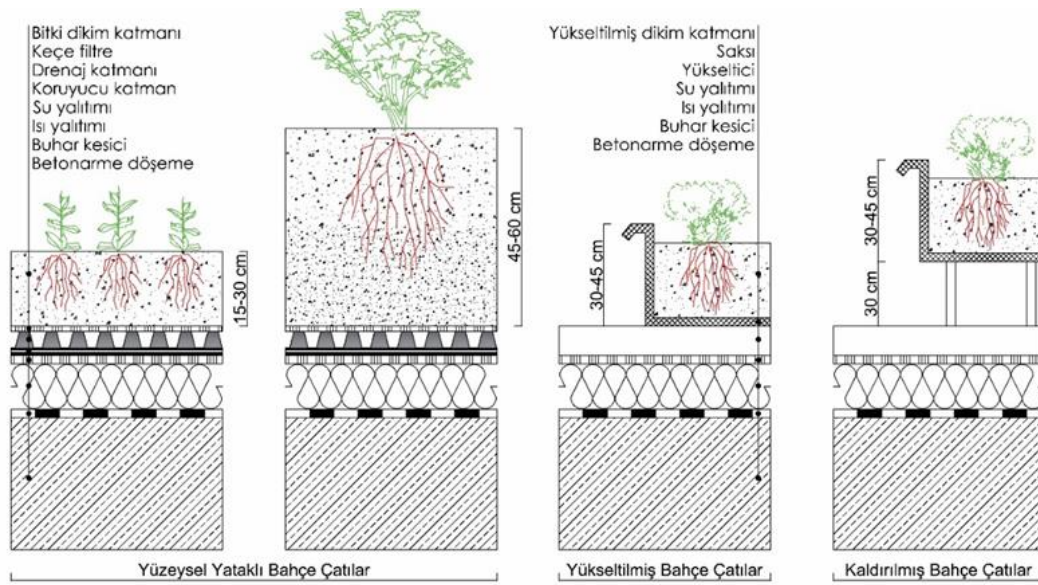 Bitki dikim katmanı
Keçe filtre
Drenaj katmanı
Koruyucu katman
Su yalıtımı
Isı yalıtımı
Buhar kesici
Betonarme döşeme
15-30 cm
45-60 cm
Yükseltilmiş dikim katmanı
Saksı
Yükseltici
Su yalıtımı
Isı yalıtımı
Buhar kesici
Betonarme döşeme
30-45 cm
30-45 cm
30 cm
Yüzeysel Yataklı Bahçe Çatılar
Yükseltilmiş Bahçe Çatılar
Kaldırılmış Bahçe Çatılar